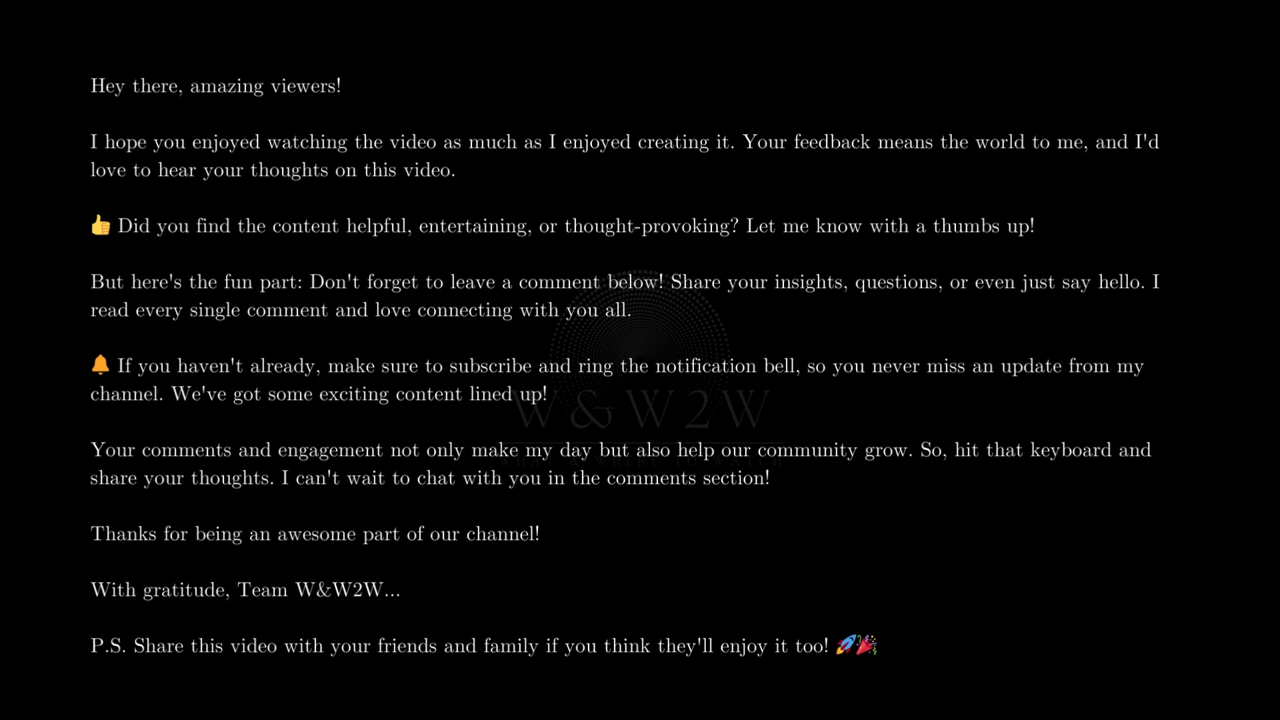 Hey there, amazing viewers!
I hope you enjoyed watching the video as much as I enjoyed creating it. Your feedback means the world to me, and I'd
love to hear your thoughts on this video.
👍 Did you find the content helpful, entertaining, or thought-provoking? Let me know with a thumbs up!
But here's the fun part: Don't forget to leave a comment below! Share your insights, questions, or even just say hello. I
read every single comment and love connecting with you all.
🔔 If you haven't already, make sure to subscribe and ring the notification bell, so you never miss an update from my
channel. We've got some exciting content lined up!
W&W2W
Your comments and engagement not only make my day but also help our community grow. So, hit that keyboard and
share your thoughts. I can't wait to chat with you in the comments section!
Thanks for being an awesome part of our channel!
With gratitude, Team W&W2W...
P.S. Share this video with your friends and family if you think they'll enjoy it too! 🚀🎉